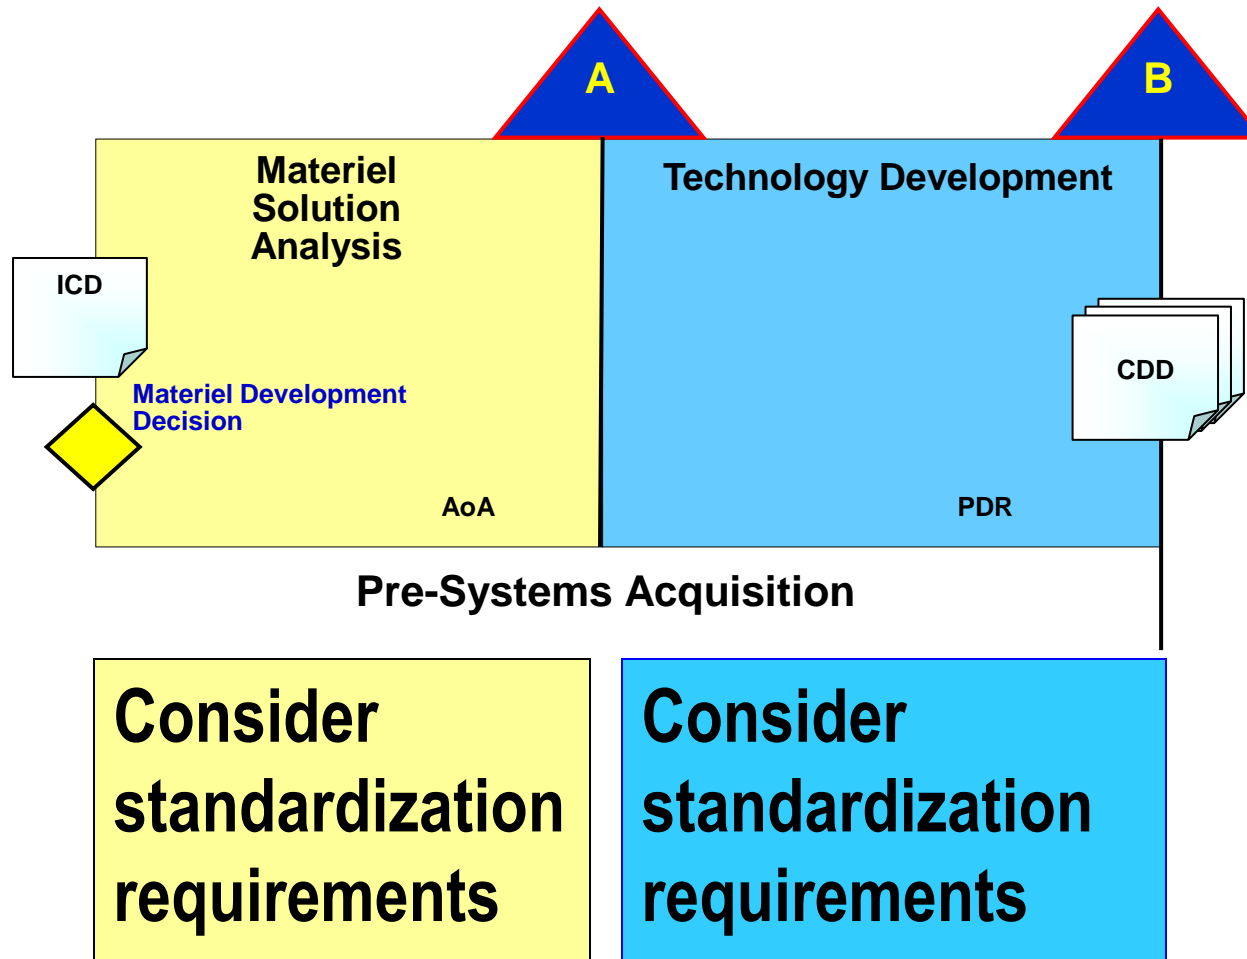 A
B
Materiel
Solution
Analysis
Technology Development
ICD
Materiel Development
Decision
CDD
AoA
PDR
Pre-Systems Acquisition
Consider
standardization
requirements
Consider
standardization
requirements